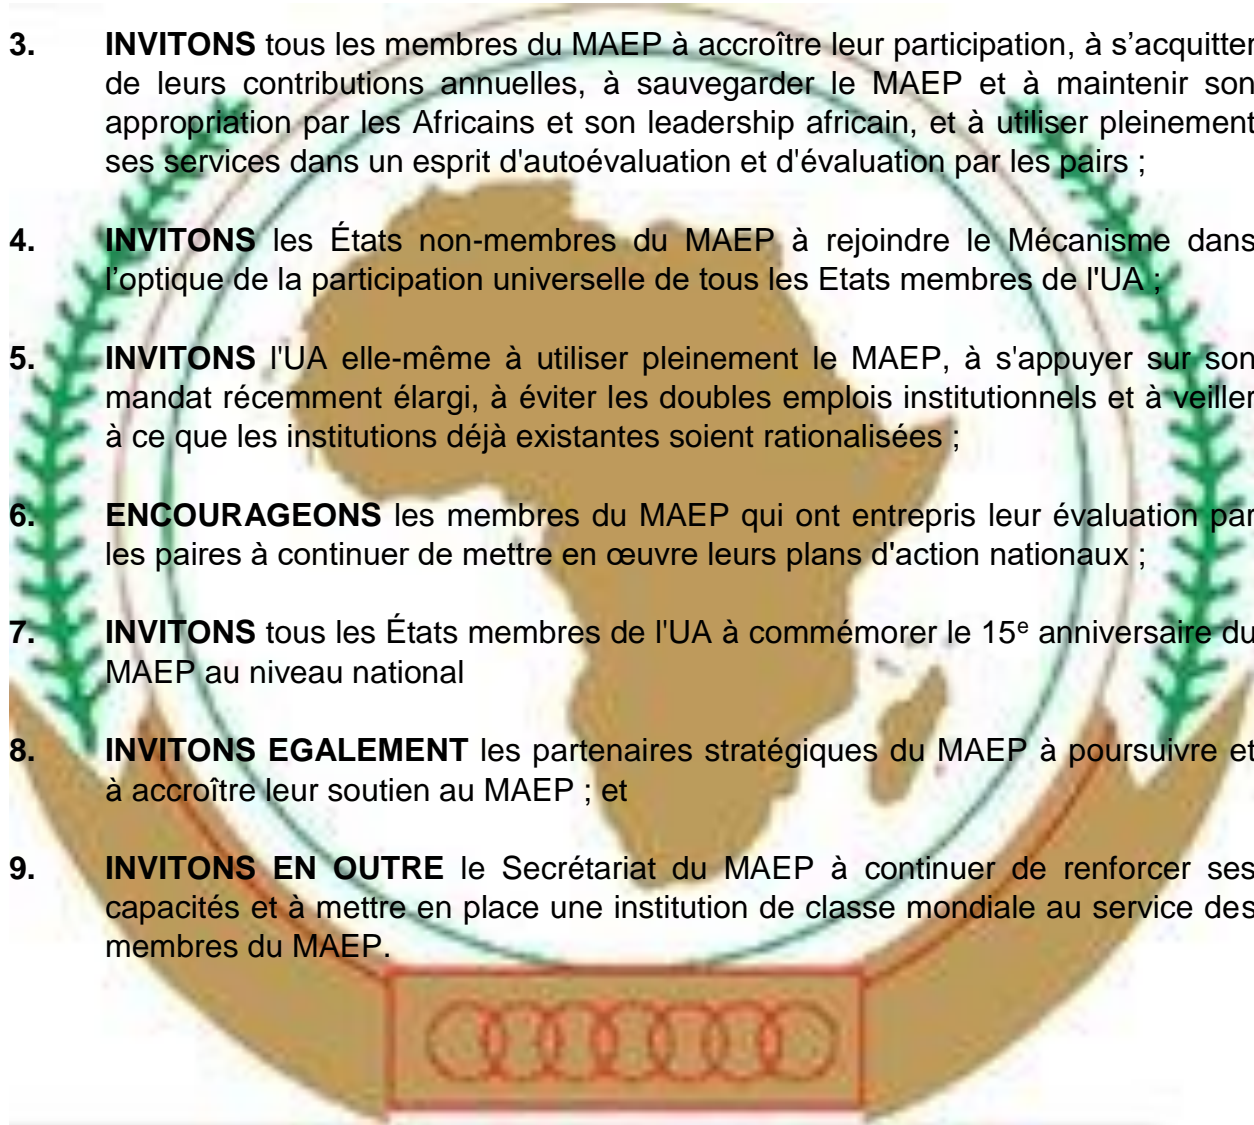 3. INVITONS tous les membres du MAEP à accroître leur participation, à s’acquitter
de leurs contributions annuelles, à sauvegarder le MAEP et à maintenir son
appropriation par les Africains et son leadership africain, et à utiliser pleinement
ses services dans un esprit d'autoévaluation et d'évaluation par les pairs ;
4. INVITONS les États non-membres du MAEP à rejoindre le Mécanisme dans
l’optique de la participation universelle de tous les Etats membres de l'UA ;
5. INVITONS l'UA elle-même à utiliser pleinement le MAEP, à s'appuyer sur son
mandat récemment élargi, à éviter les doubles emplois institutionnels et à veiller
à ce que les institutions déjà existantes soient rationalisées ;
6. ENCOURAGEONS les membres du MAEP qui ont entrepris leur évaluation par
les paires à continuer de mettre en œuvre leurs plans d'action nationaux ;
7. INVITONS tous les États membres de l'UA à commémorer le 15ᵉ anniversaire du
MAEP au niveau national
8. INVITONS EGALEMENT les partenaires stratégiques du MAEP à poursuivre et
à accroître leur soutien au MAEP ; et
9. INVITONS EN OUTRE le Secrétariat du MAEP à continuer de renforcer ses
capacités et à mettre en place une institution de classe mondiale au service des
membres du MAEP.